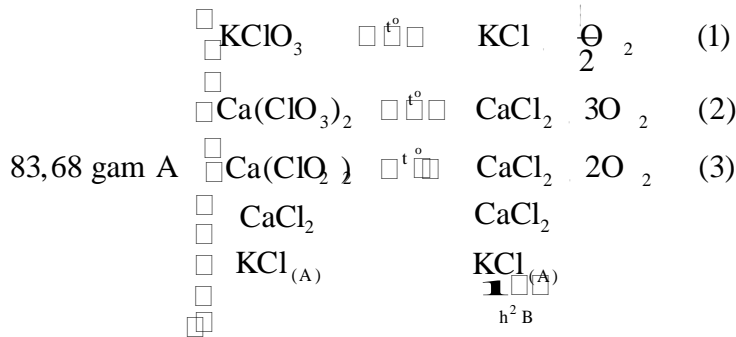 KClO₃ □ t° □ KCl O₂ / 2 (1)
Ca(ClO₃)₂ □ t° □ CaCl₂ 3O₂ (2)
83,68 gam A Ca(ClO₂)₂ □ t° □ CaCl₂ 2O₂ (3)
CaCl₂ CaCl₂
KCl₍A₎ KCl₍A₎
h² B